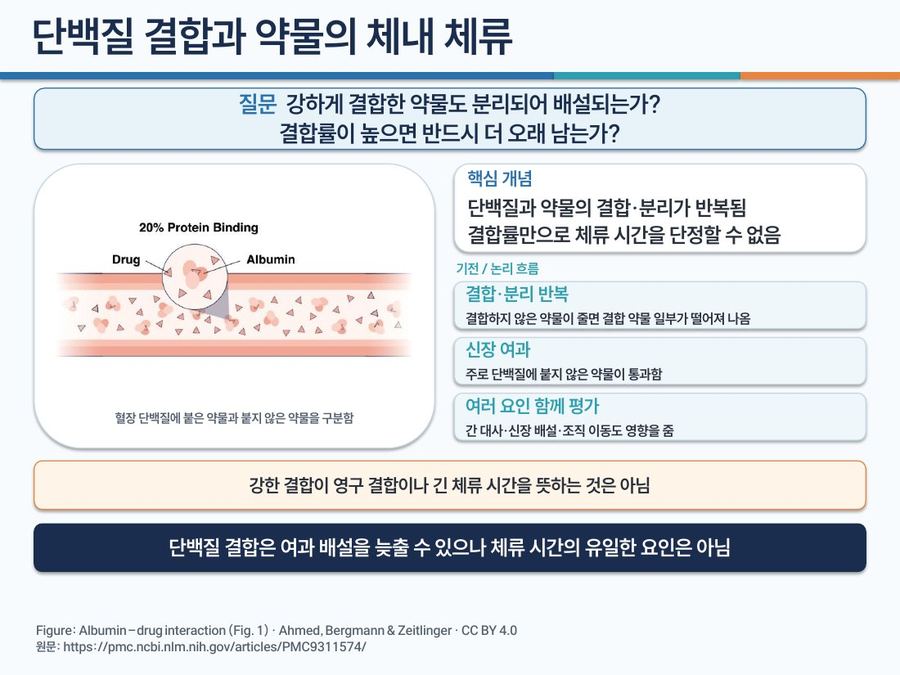 단백질 결합과 약물의 체내 체류
질문 강하게 결합한 약물도 분리되어 배설되는가?
결합률이 높으면 반드시 더 오래 남는가?
20% Protein Binding
Drug
Albumin
혈장 단백질에 붙은 약물과 붙지 않은 약물을 구분함
핵심 개념
단백질과 약물의 결합·분리가 반복됨
결합률만으로 체류 시간을 단정할 수 없음
기전 / 논리 흐름
결합·분리 반복
결합하지 않은 약물이 줄면 결합 약물 일부가 떨어져 나옴
신장 여과
주로 단백질에 붙지 않은 약물이 통과함
여러 요인 함께 평가
간 대사·신장 배설·조직 이동도 영향을 줌
강한 결합이 영구 결합이나 긴 체류 시간을 뜻하는 것은 아님
단백질 결합은 여과 배설을 늦출 수 있으나 체류 시간의 유일한 요인은 아님
Figure: Albumin–drug interaction (Fig. 1) · Ahmed, Bergmann & Zeitlinger · CC BY 4.0
원문: https://pmc.ncbi.nlm.nih.gov/articles/PMC9311574/